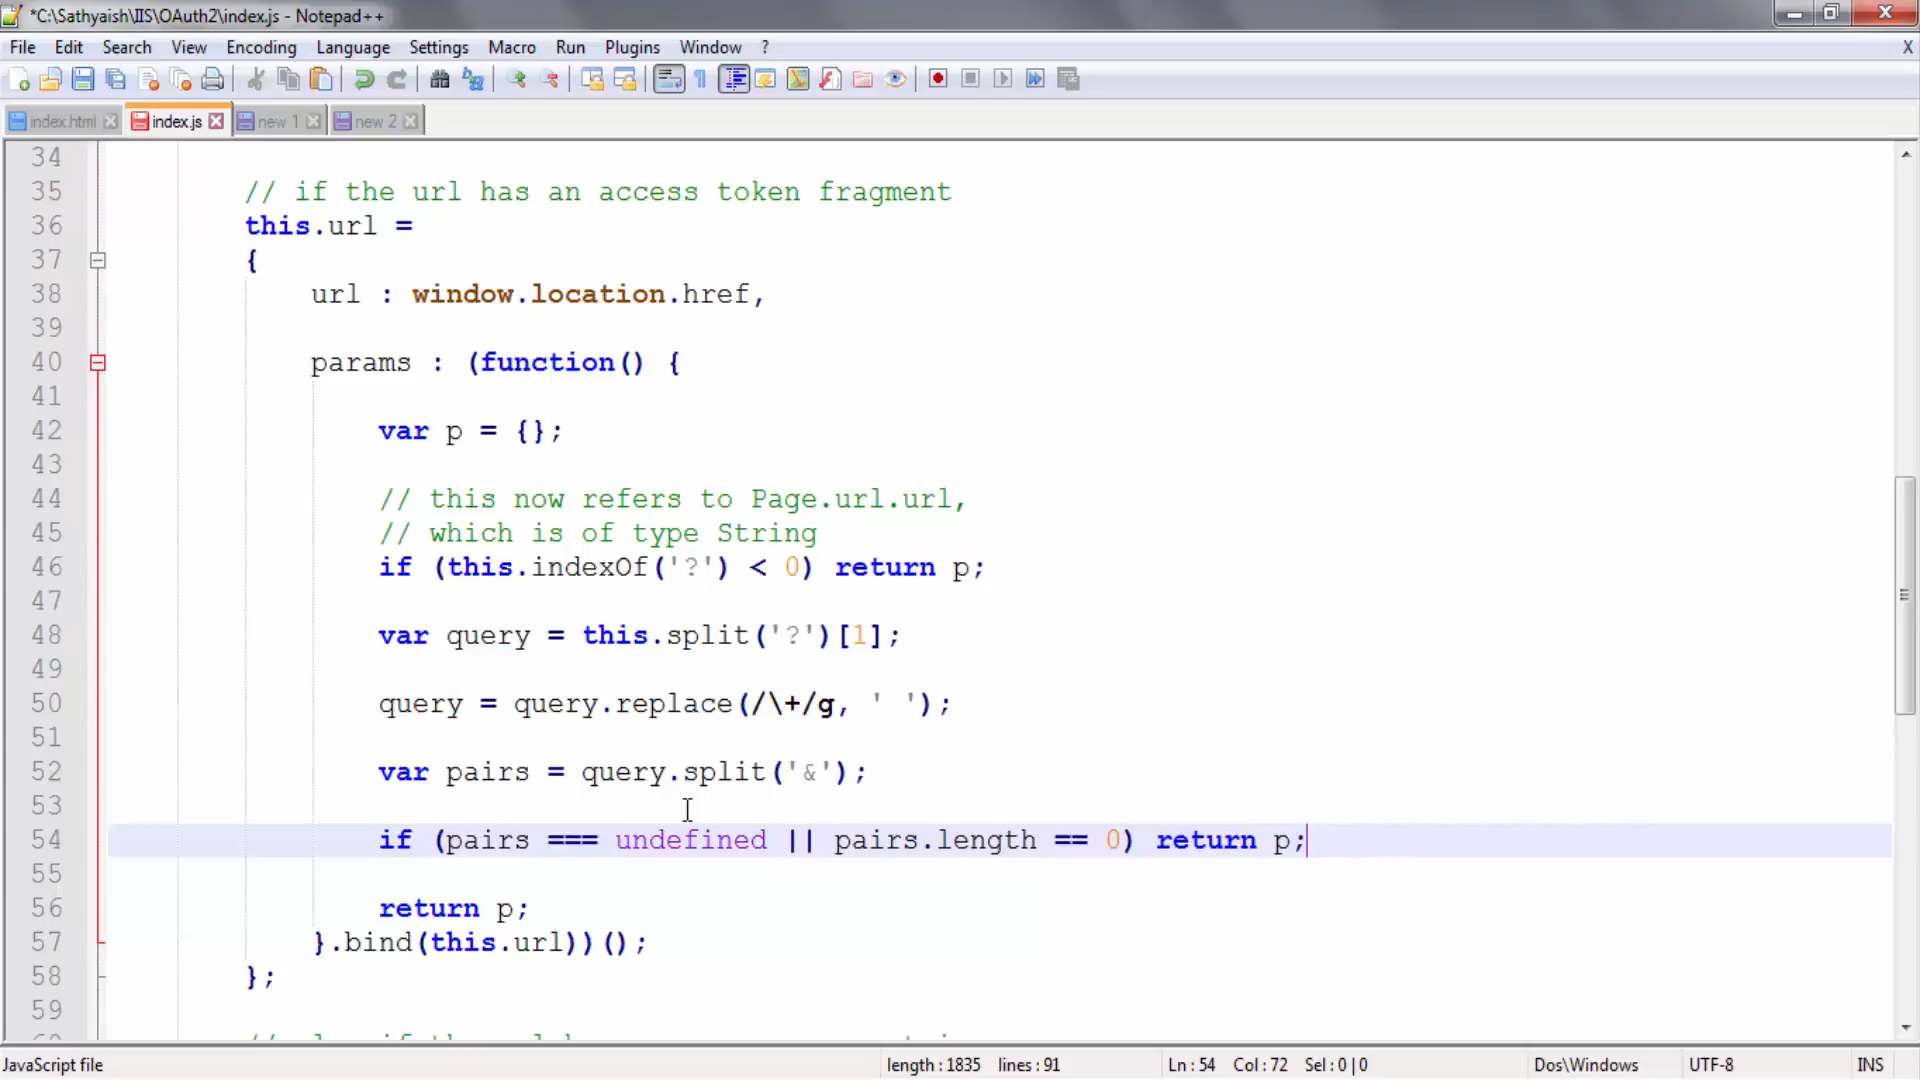 *C:\Sathyaish\IIS\OAuth2\index.js - Notepad++
File Edit Search View Encoding Language Settings Macro Run Plugins Window ? X
index.html index.js new 1 new 2
34
35 // if the url has an access token fragment
36 this.url =
37 {
38 url : window.location.href,
39
40 params : (function() {
41
42 var p = {};
43
44 // this now refers to Page.url.url,
45 // which is of type String
46 if (this.indexOf('?') < 0) return p;
47
48 var query = this.split('?')[1];
49
50 query = query.replace(/\+/g, ' ');
51
52 var pairs = query.split('&');
53
54 if (pairs === undefined || pairs.length == 0) return p;
55
56 return p;
57 }.bind(this.url))();
58 };
59
JavaScript file length : 1835 lines : 91 Ln : 54 Col : 72 Sel : 0 | 0 Dos\Windows UTF-8 INS